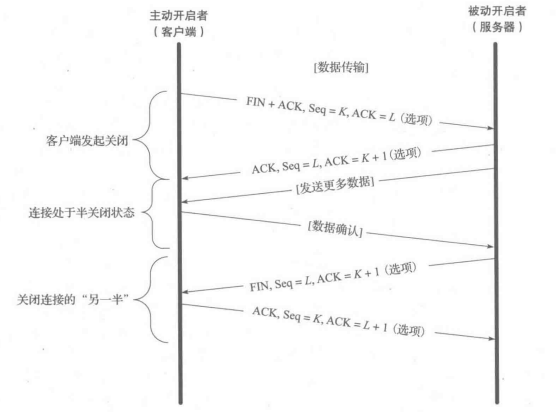 主动开启者
（客户端）
被动开启者
（服务器）
[数据传输]
FIN + ACK, Seq = K, ACK = L (选项)
客户端发起关闭
ACK, Seq = L, ACK = K + 1 (选项)
[发送更多数据]
连接处于半关闭状态
[数据确认]
FIN, Seq = L, ACK = K + 1 (选项)
关闭连接的“另一半”
ACK, Seq = K, ACK = L + 1 (选项)